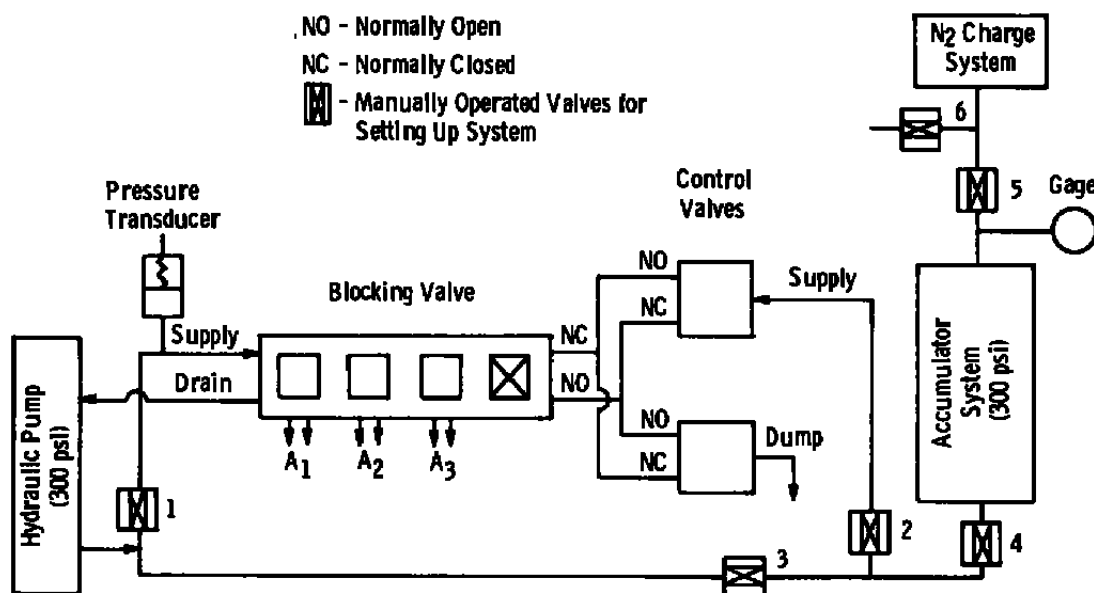 NO - Normally Open
NC - Normally Closed
- Manually Operated Valves for
Setting Up System
N2 Charge
System
6
5
Gage
Pressure
Transducer
Control
Valves
Blocking Valve
NO
NC
Supply
Supply
NC
Drain
NO
NO
NC
Dump
A1
A2
A3
Hydraulic Pump
(300 psi)
Accumulator
System
(300 psi)
1
2
3
4